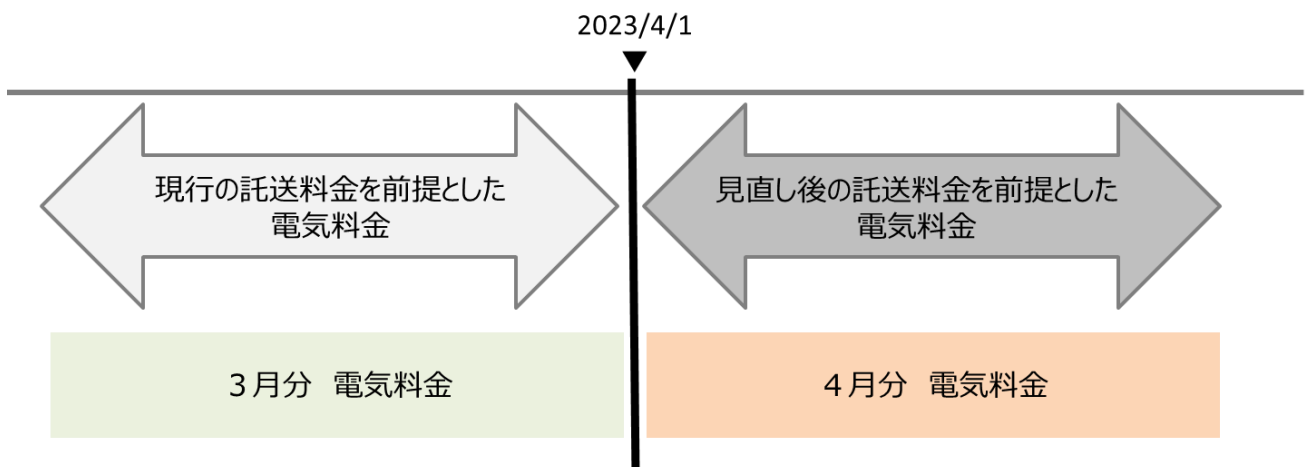 2023/4/1
▼
現行の託送料金を前提とした
電気料金
見直し後の託送料金を前提とした
電気料金
３月分　電気料金
４月分　電気料金